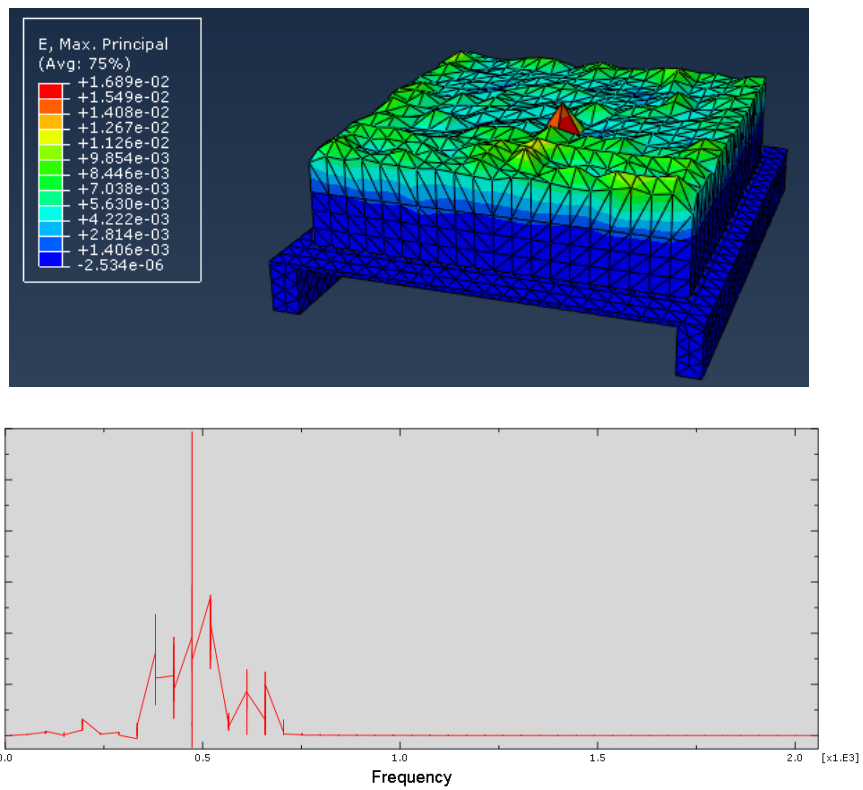 E, Max. Principal
(Avg: 75%)
+1.689e-02
+1.549e-02
+1.408e-02
+1.267e-02
+1.126e-02
+9.854e-03
+8.446e-03
+7.038e-03
+5.630e-03
+4.222e-03
+2.814e-03
+1.406e-03
-2.534e-06
0.0 0.5 1.0 1.5 2.0 [x1.E3]
Frequency